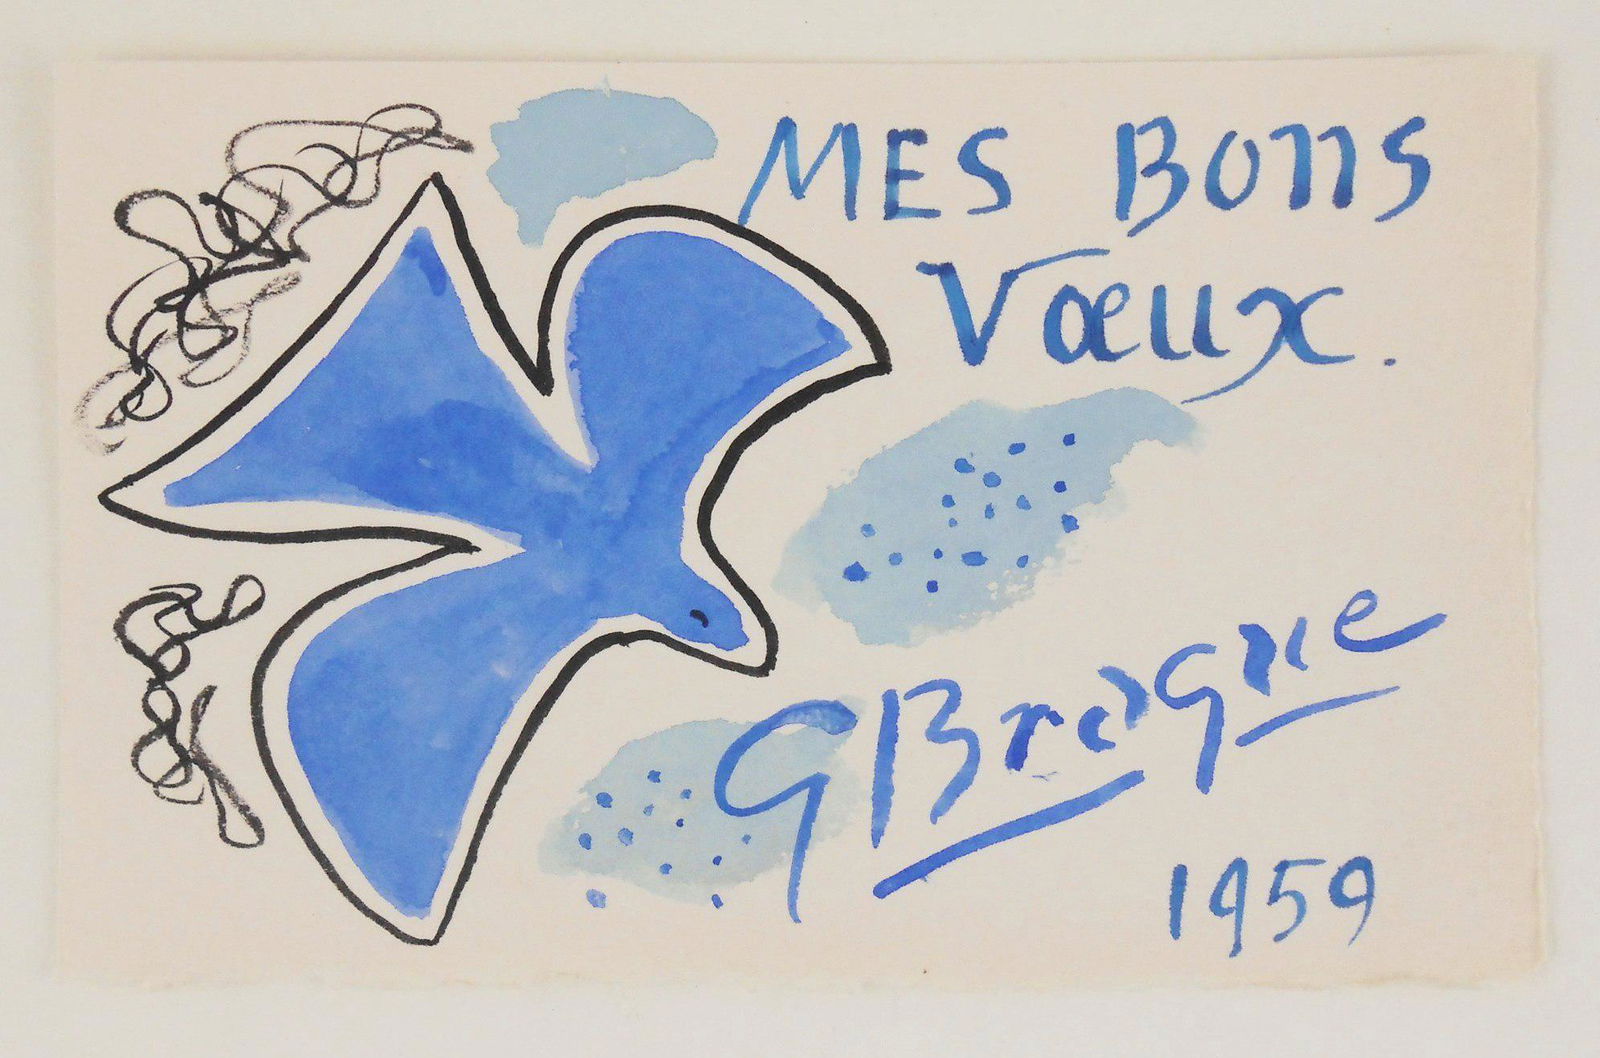 MES BONS
VŒUX.
G Braque
1959